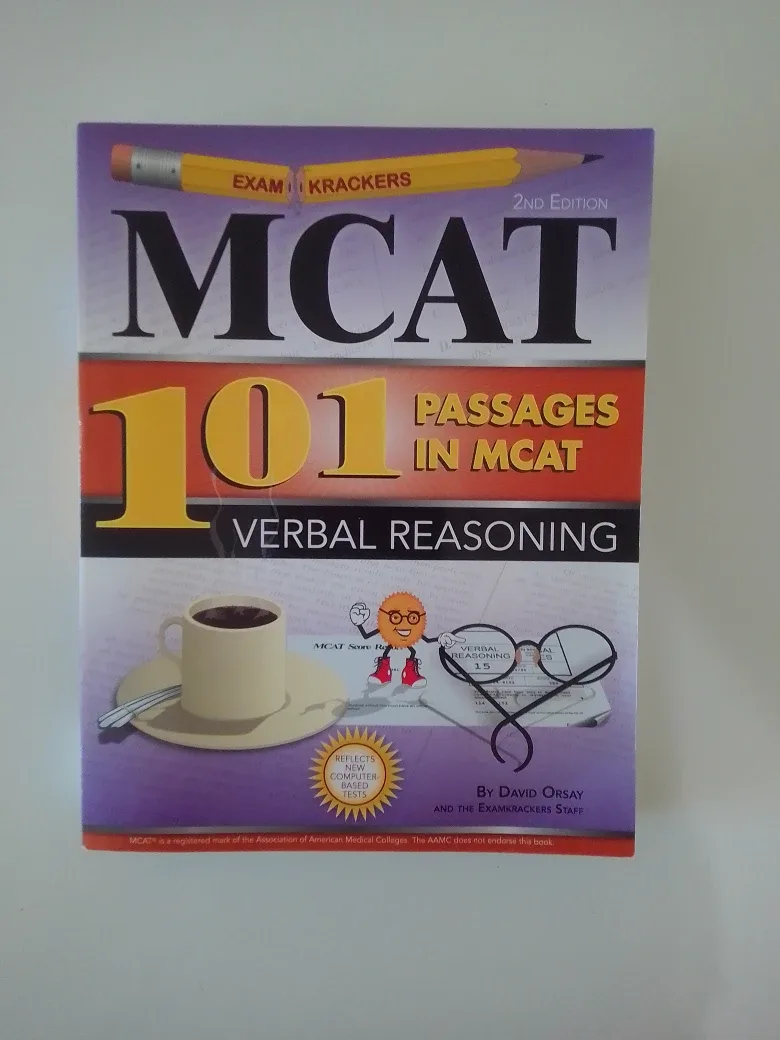 EXAM KRACKERS
2ND EDITION
MCAT
101
PASSAGES
IN MCAT
VERBAL REASONING
MCAT Score
VERBAL
REASONING
15
REFLECTS
NEW
COMPUTER-
BASED
TESTS
BY DAVID ORSAY
AND THE EXAMKRACKERS STAFF
MCAT™ is a registered mark of the Association of American Medical Colleges. The AAMC does not endorse this book.